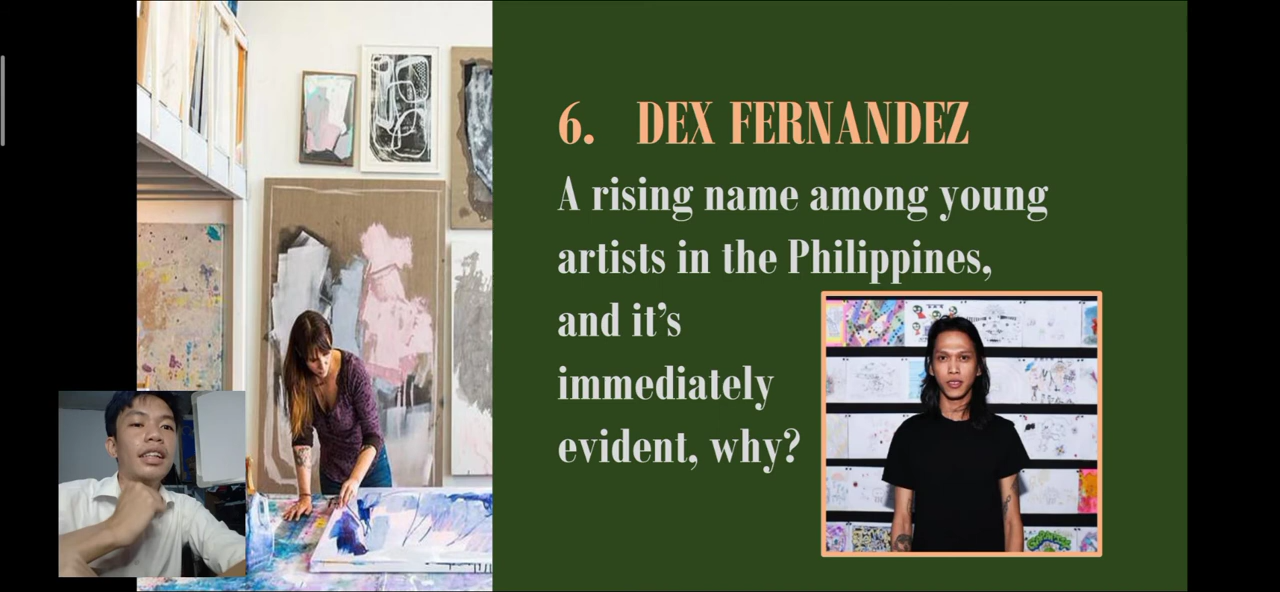 6. DEX FERNANDEZ
A rising name among young
artists in the Philippines,
and it's
immediately
evident, why?